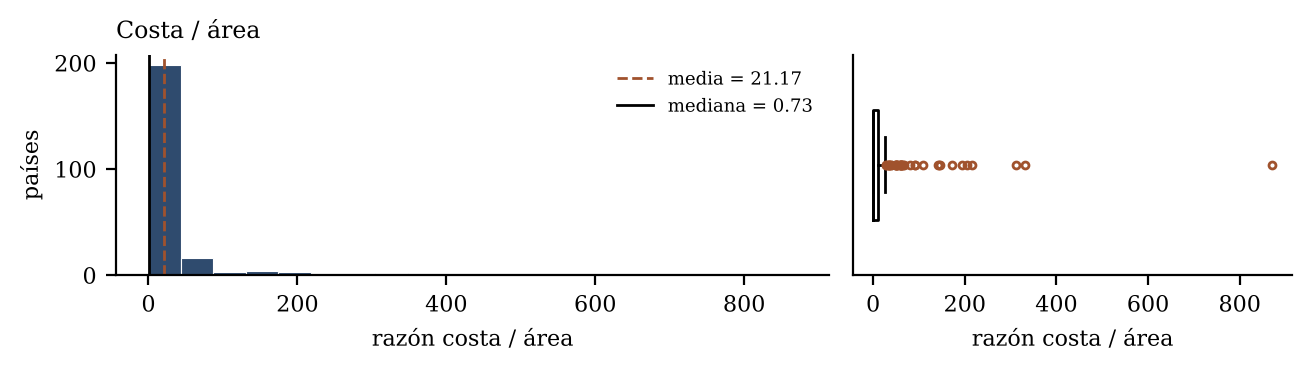 Costa / área
200
100
0
países
media = 21.17
mediana = 0.73
0 200 400 600 800
razón costa / área
0 200 400 600 800
razón costa / área